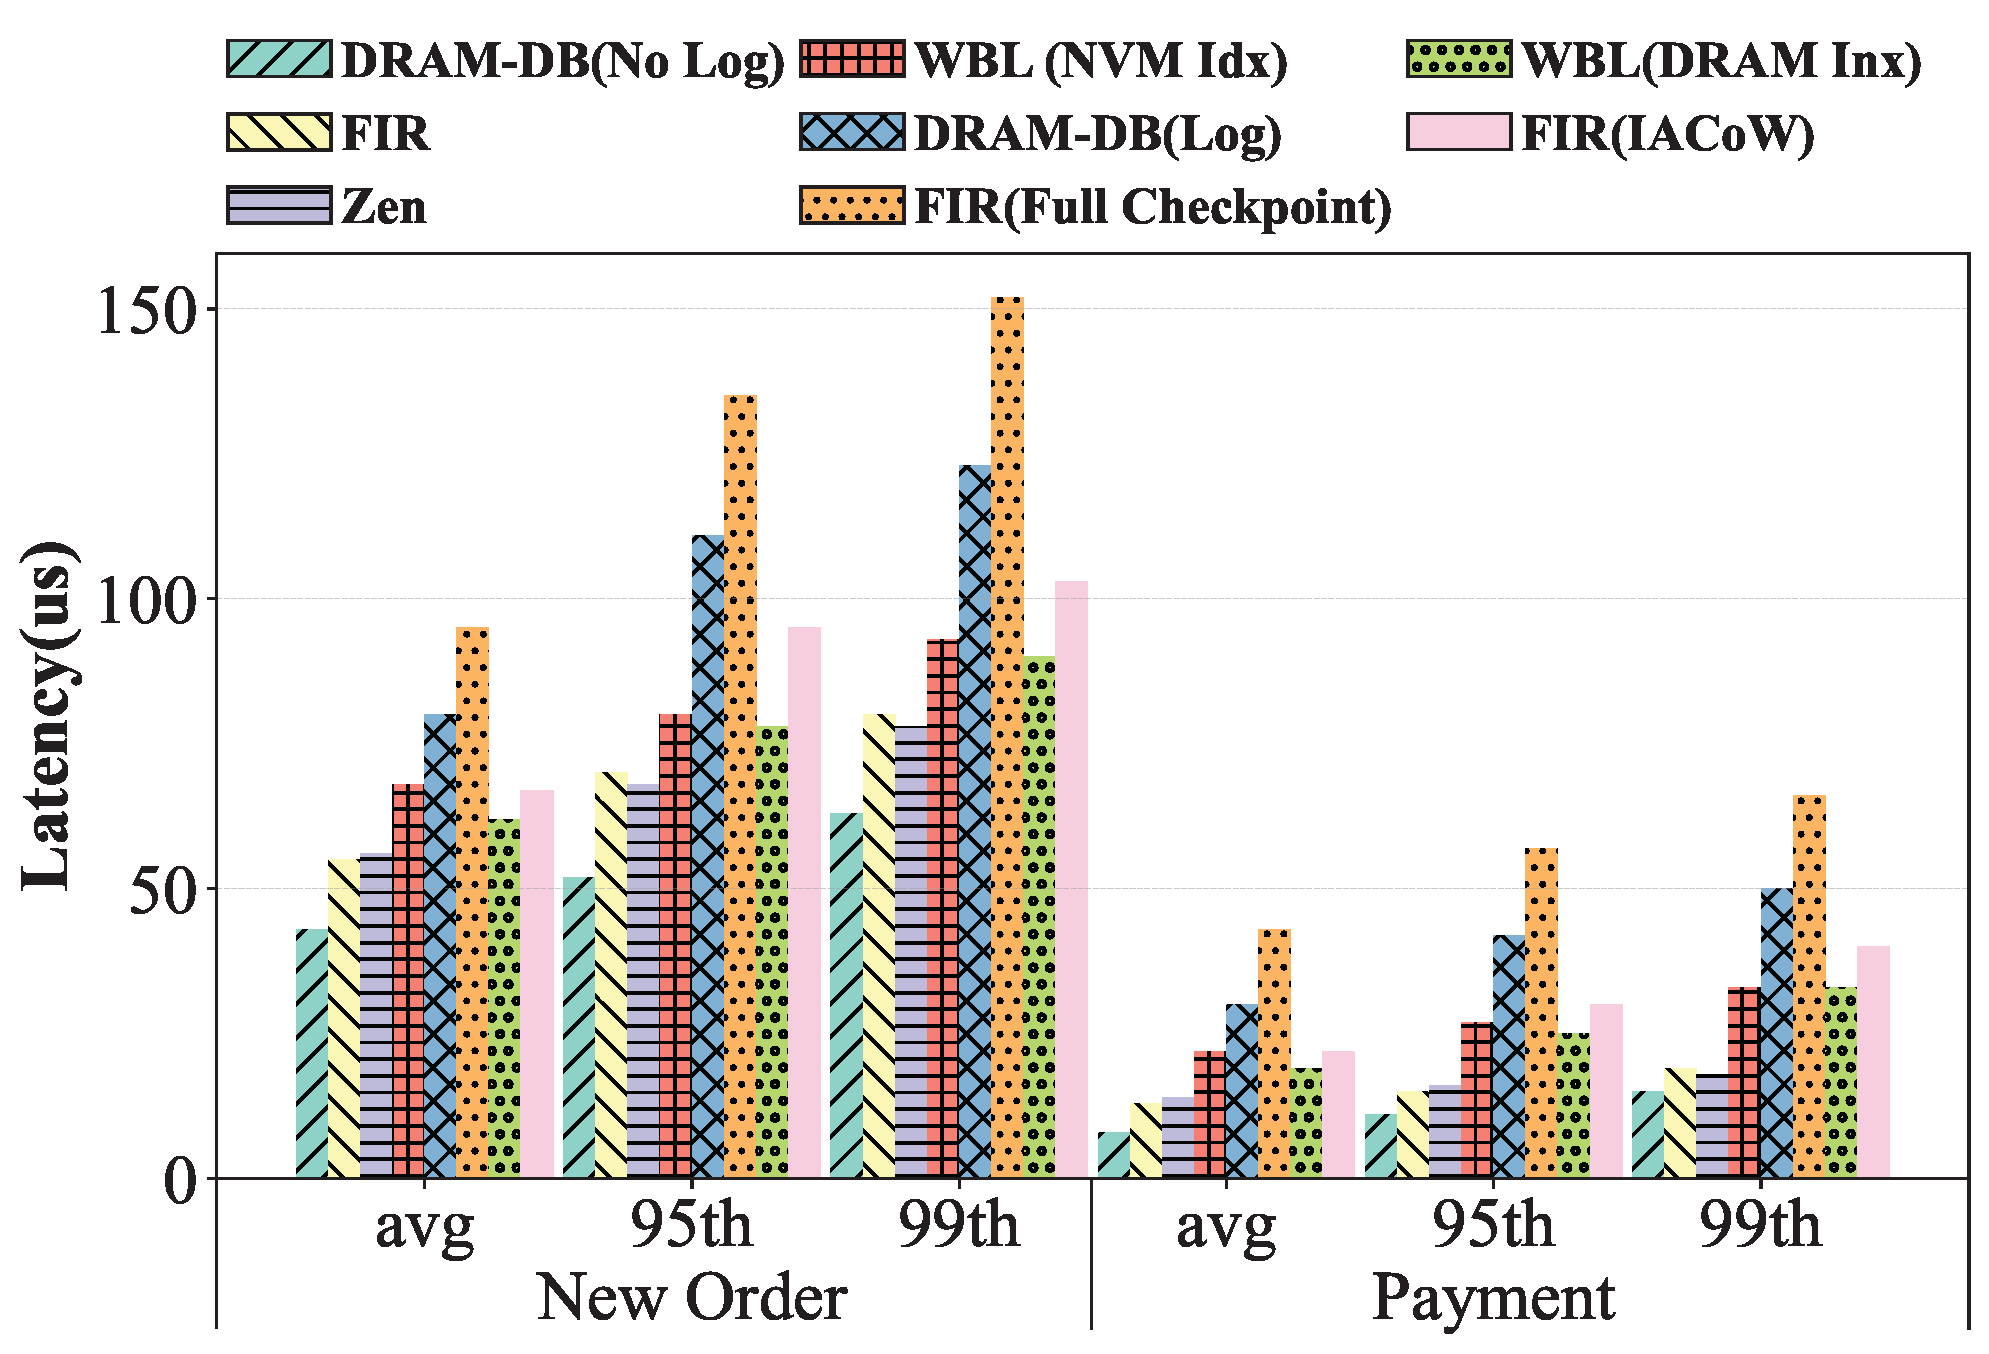 DRAM-DB(No Log) WBL (NVM Idx) WBL(DRAM Inx)
FIR DRAM-DB(Log) FIR(IACoW)
Zen FIR(Full Checkpoint)
Latency(us)
150
100
50
0
avg 95th 99th avg 95th 99th
New Order Payment